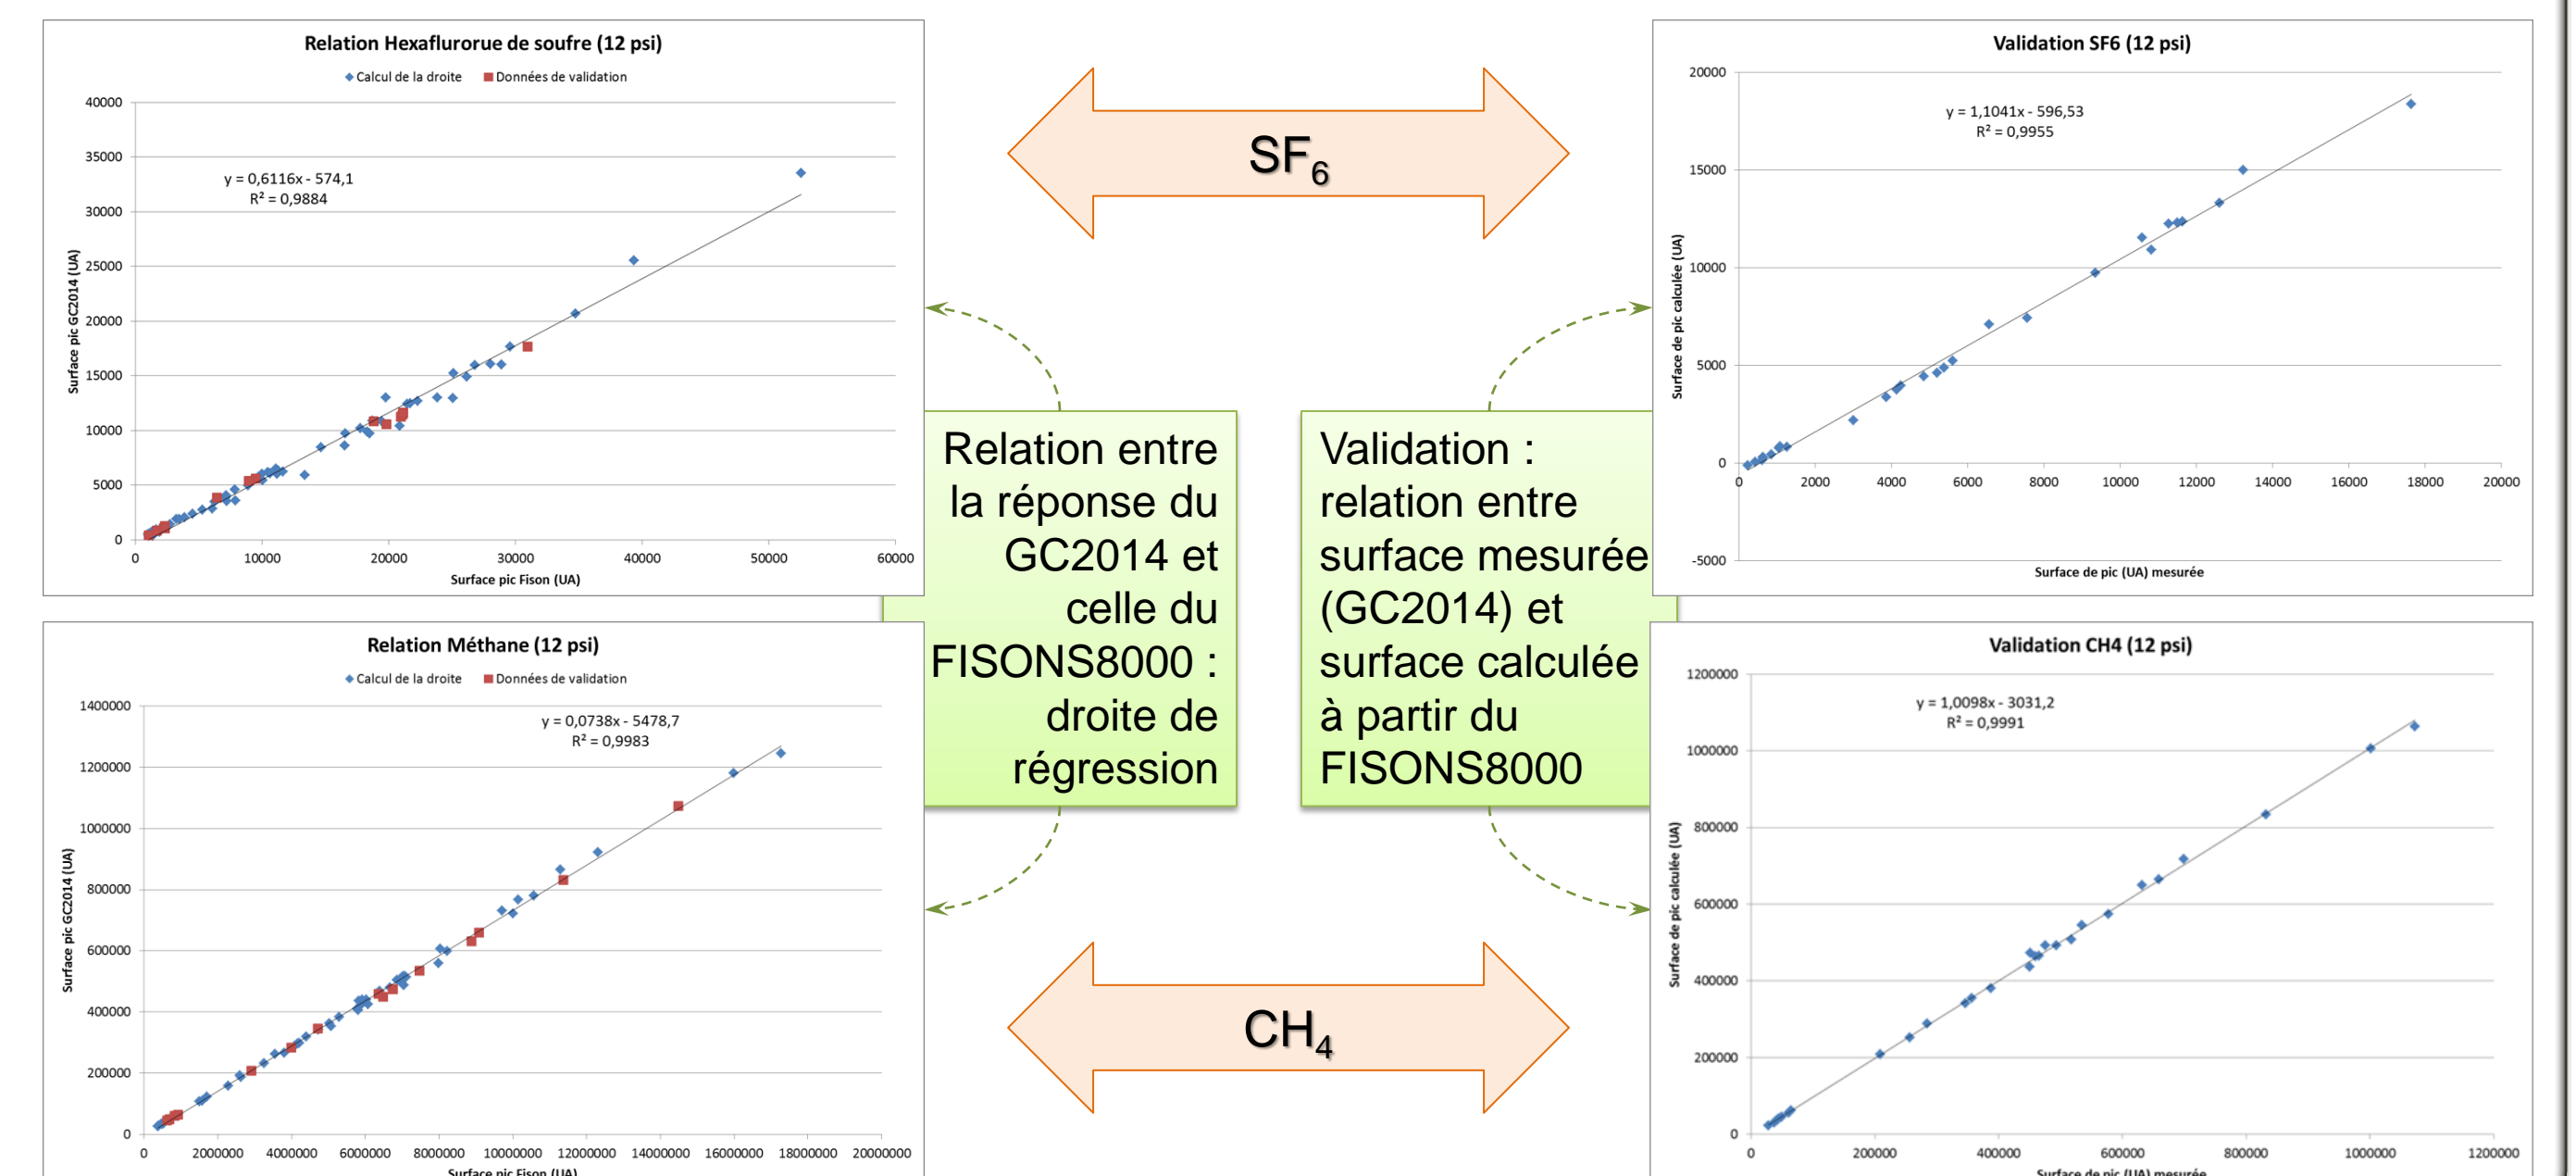 Relation Hexaflurorue de soufre (12 psi)
Calcul de la droite Données de validation
40000
35000
30000
25000
20000
15000
10000
5000
0
y = 0,6116x - 574,1
R² = 0,9884
Surface pic GC2014 (UA)
0 10000 20000 30000 40000 50000 60000
Surface pic Fison (UA)
SF6
Validation SF6 (12 psi)
20000
15000
10000
5000
0
-5000
y = 1,1041x - 596,53
R² = 0,9955
Surface de pic calculée (UA)
0 2000 4000 6000 8000 10000 12000 14000 16000 18000 20000
Surface de pic (UA) mesurée
Relation entre
la réponse du
GC2014 et
celle du
FISONS8000 :
droite de
régression
Validation :
relation entre
surface mesurée
(GC2014) et
surface calculée
à partir du
FISONS8000
Relation Méthane (12 psi)
Calcul de la droite Données de validation
1400000
1200000
1000000
800000
600000
400000
200000
0
y = 0,0738x - 5478,7
R² = 0,9983
Surface pic GC2014 (UA)
0 2000000 4000000 6000000 8000000 10000000 12000000 14000000 16000000 18000000 20000000
Surface pic Fison (UA)
CH4
Validation CH4 (12 psi)
1200000
1000000
800000
600000
400000
200000
0
y = 1,0098x - 3031,2
R² = 0,9991
Surface de pic calculée (UA)
0 200000 400000 600000 800000 1000000 1200000
Surface de pic (UA) mesurée